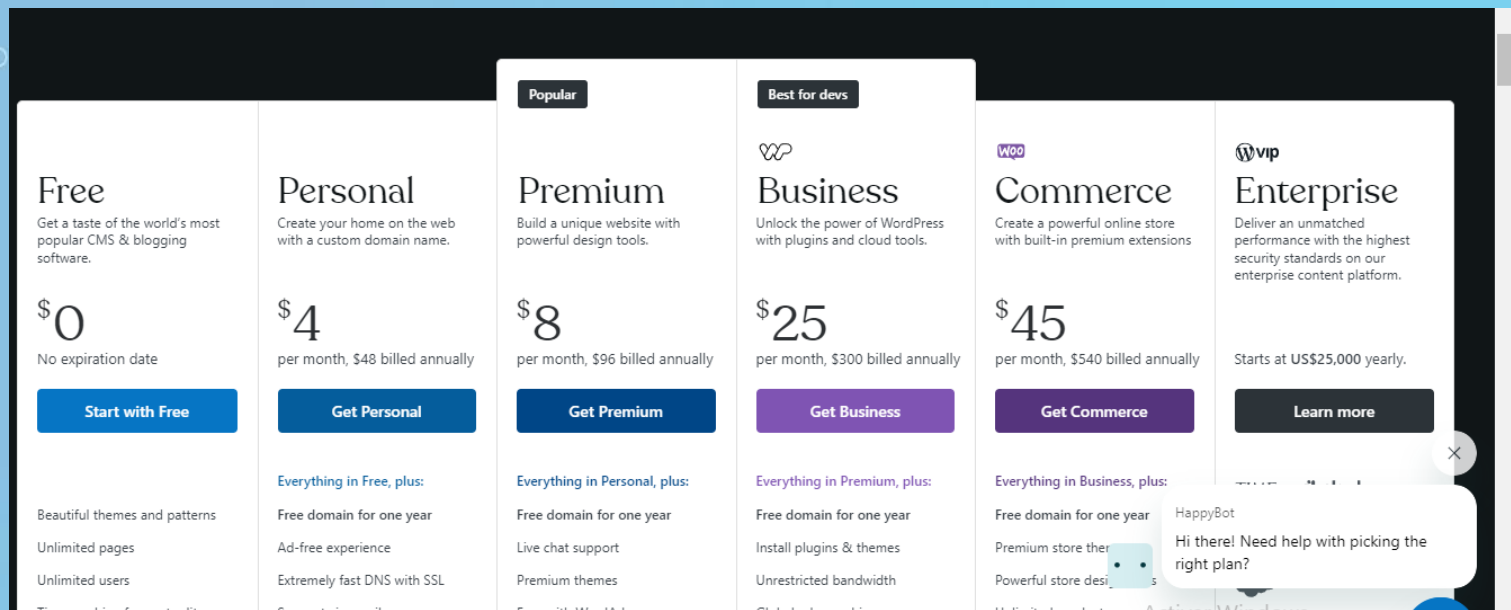 Popular
Best for devs
Free
Get a taste of the world's most
popular CMS & blogging
software.
$0
No expiration date
Start with Free
Beautiful themes and patterns
Unlimited pages
Unlimited users
Personal
Create your home on the web
with a custom domain name.
$4
per month, $48 billed annually
Get Personal
Everything in Free, plus:
Free domain for one year
Ad-free experience
Extremely fast DNS with SSL
Premium
Build a unique website with
powerful design tools.
$8
per month, $96 billed annually
Get Premium
Everything in Personal, plus:
Free domain for one year
Live chat support
Premium themes
WP
Business
Unlock the power of WordPress
with plugins and cloud tools.
$25
per month, $300 billed annually
Get Business
Everything in Premium, plus:
Free domain for one year
Install plugins & themes
Unrestricted bandwidth
Woo
Commerce
Create a powerful online store
with built-in premium extensions
$45
per month, $540 billed annually
Get Commerce
Everything in Business, plus:
Free domain for one year
Premium store
Powerful store
W VIP
Enterprise
Deliver an unmatched
performance with the highest
security standards on our
enterprise content platform.
Starts at US$25,000 yearly.
Learn more
HappyBot
Hi there! Need help with picking the
right plan?